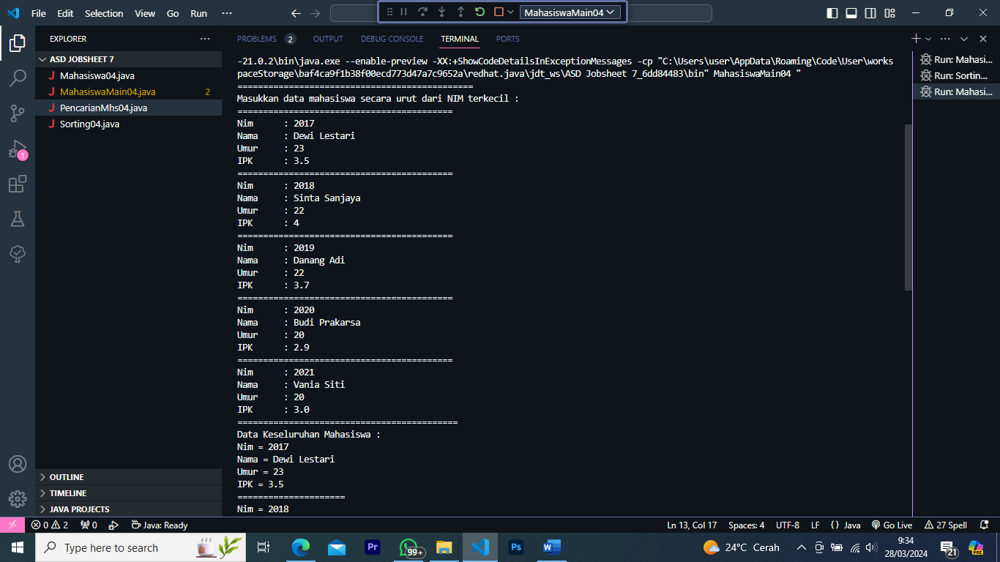 File Edit Selection View Go Run ··· MahasiswaMain04
EXPLORER ···
ASD JOBSHEET 7
Mahasiswa04.java
MahasiswaMain04.java 2
PencarianMhs04.java
Sorting04.java
OUTLINE
TIMELINE
JAVA PROJECTS
1
PROBLEMS 2 OUTPUT DEBUG CONSOLE TERMINAL PORTS
-21.0.2\bin\java.exe --enable-preview -XX:+ShowCodeDetailsInExceptionMessages -cp "C:\Users\user\AppData\Roaming\Code\User\works
paceStorage\baf4ca9f1b38f00ecd773d47a7c9652a\redhat.java\jdt_ws\ASD Jobsheet 7_6dd84483\bin" MahasiswaMain04 "
==============================================
Masukkan data mahasiswa secara urut dari NIM terkecil :
==========================================
Nim : 2017
Nama : Dewi Lestari
Umur : 23
IPK : 3.5
==========================================
Nim : 2018
Nama : Sinta Sanjaya
Umur : 22
IPK : 4
==========================================
Nim : 2019
Nama : Danang Adi
Umur : 22
IPK : 3.7
==========================================
Nim : 2020
Nama : Budi Prakarsa
Umur : 20
IPK : 2.9
==========================================
Nim : 2021
Nama : Vania Siti
Umur : 20
IPK : 3.0
===========================================
Data Keseluruhan Mahasiswa :
Nim = 2017
Nama = Dewi Lestari
Umur = 23
IPK = 3.5
=====================
Nim = 2018
Run: Mahasi...
Run: Sortin...
Run: Mahasi...
0 2 0 Java: Ready Ln 13, Col 17 Spaces: 4 UTF-8 LF {} Java Go Live 27 Spell
Type here to search Pr 99+ Ps W 24°C Cerah 9:34
28/03/2024 21 PRE